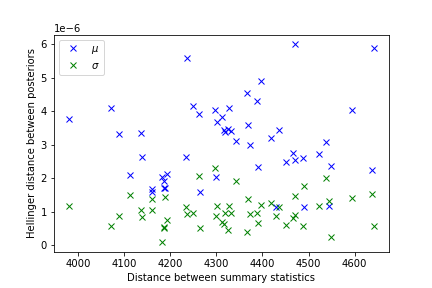 1e−6
μ
σ
6
5
4
3
2
1
0
Hellinger distance between posteriors
4000 4100 4200 4300 4400 4500 4600
Distance between summary statistics